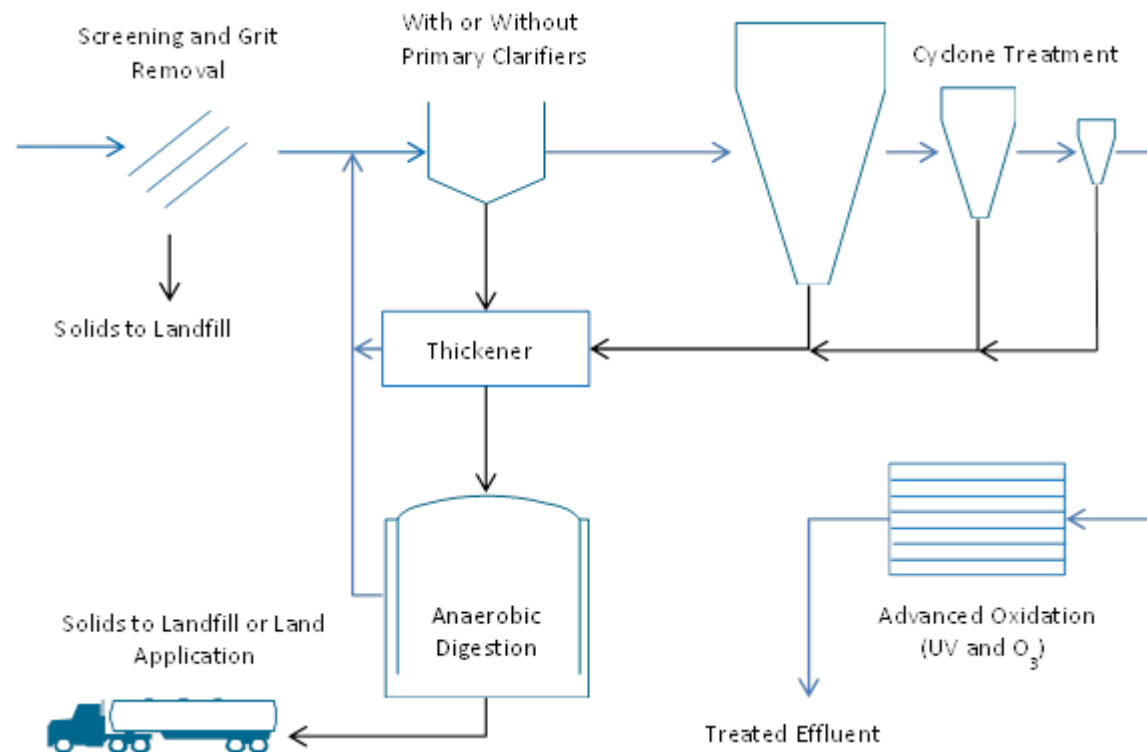 Screening and Grit
Removal
With or Without
Primary Clarifiers
Cyclone Treatment
Solids to Landfill
Thickener
Anaerobic
Digestion
Solids to Landfill or Land
Application
Advanced Oxidation
(UV and O₃)
Treated Effluent